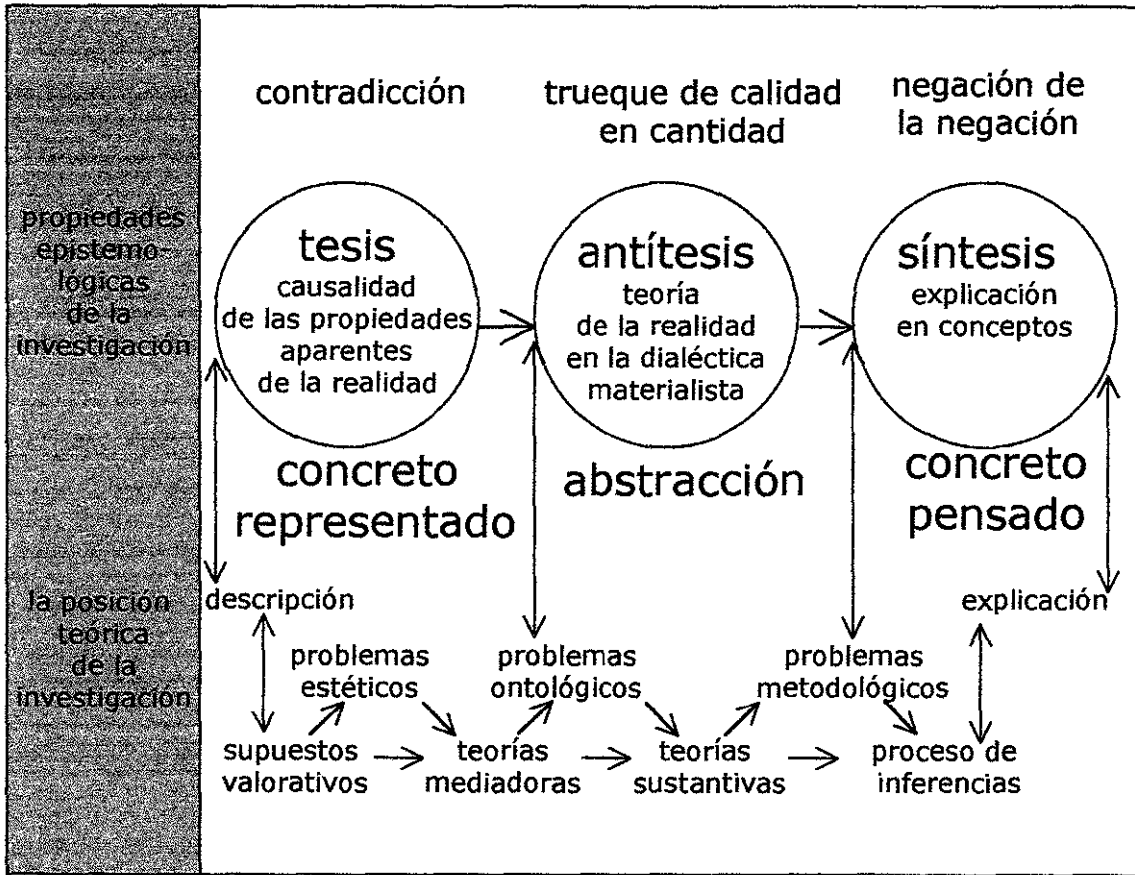 contradicción
trueque de calidad
en cantidad
negación de
la negación
propiedades
epistemo-
lógicas
de la
investigación
tesis
causalidad
de las propiedades
aparentes
de la realidad
antítesis
teoría
de la realidad
en la dialéctica
materialista
síntesis
explicación
en conceptos
concreto
representado
abstracción
concreto
pensado
la posición
teórica
de la
investigación
descripción
explicación
problemas
estéticos
problemas
ontológicos
problemas
metodológicos
supuestos
valorativos
teorías
mediadoras
teorías
sustantivas
proceso de
inferencias